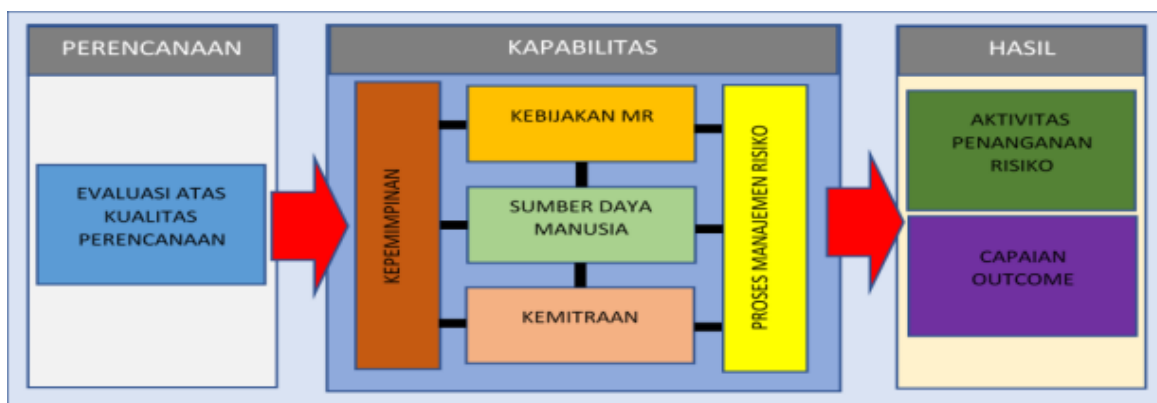 PERENCANAAN
EVALUASI ATAS
KUALITAS
PERENCANAAN
KAPABILITAS
KEPEMIMPINAN
KEBIJAKAN MR
SUMBER DAYA
MANUSIA
KEMITRAAN
PROSES MANAJEMEN RISIKO
HASIL
AKTIVITAS
PENANGANAN
RISIKO
CAPAIAN
OUTCOME